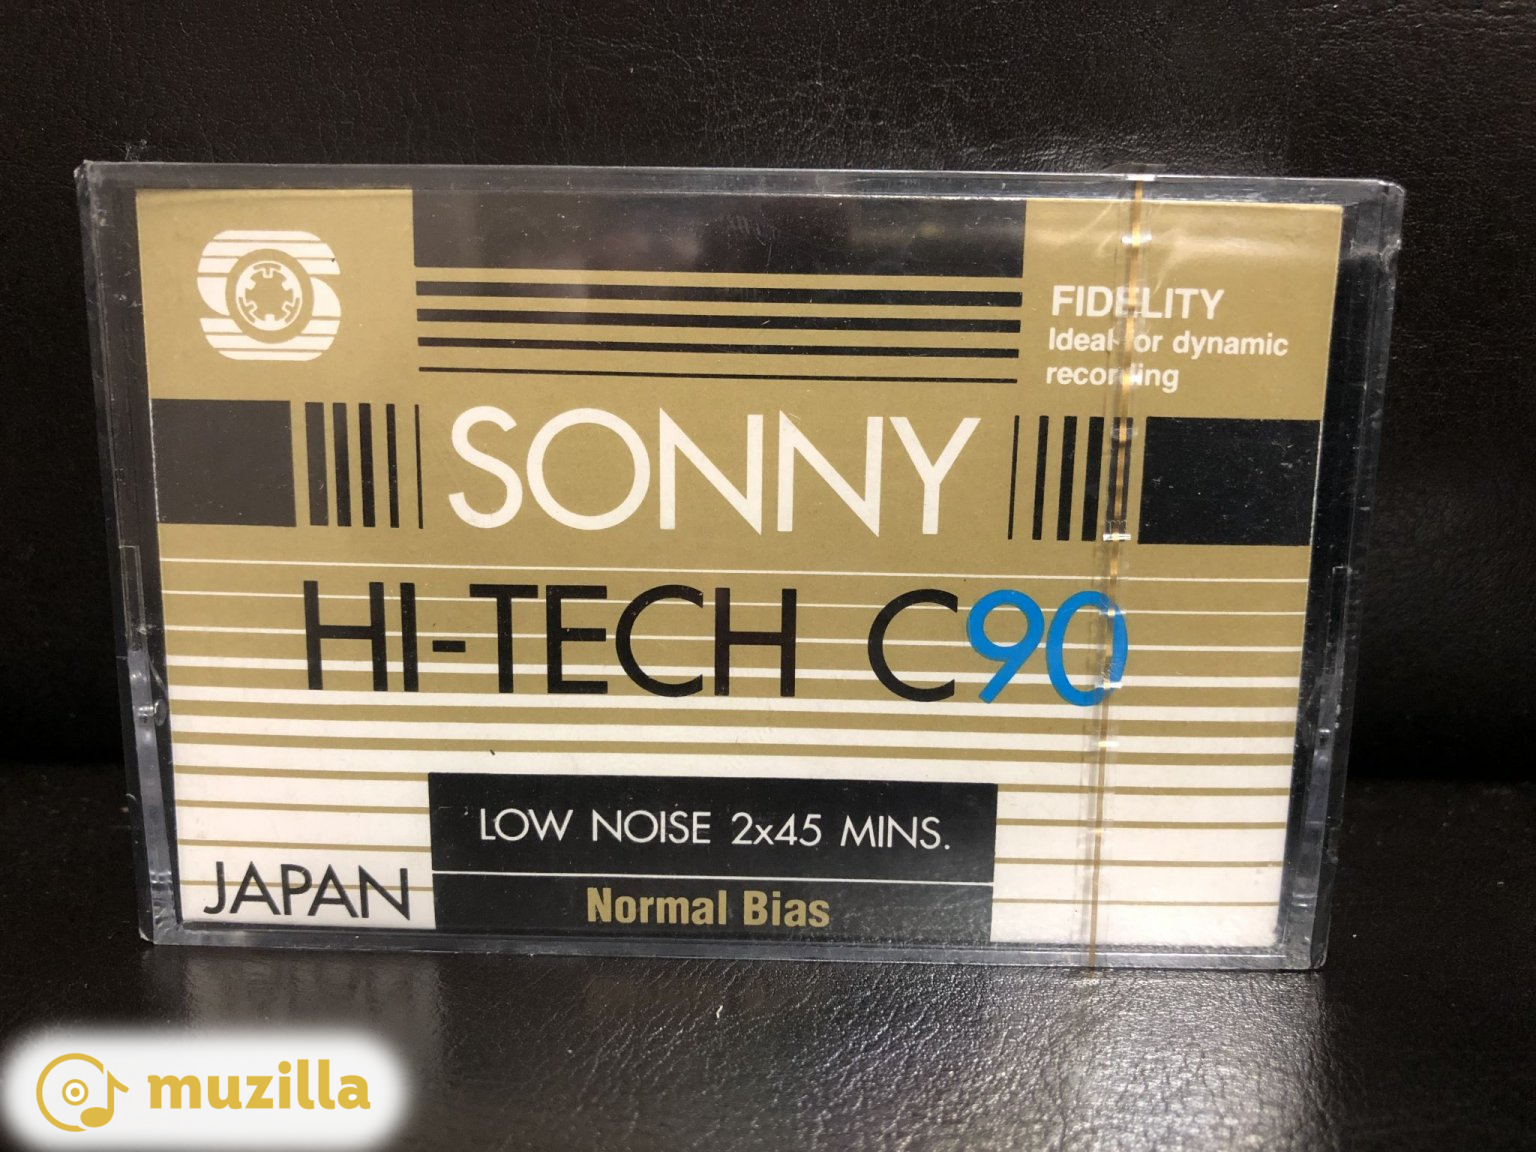 FIDELITY
Ideal for dynamic
recording
SONNY
HI-TECH C90
LOW NOISE 2x45 MINS.
JAPAN
Normal Bias
muzilla